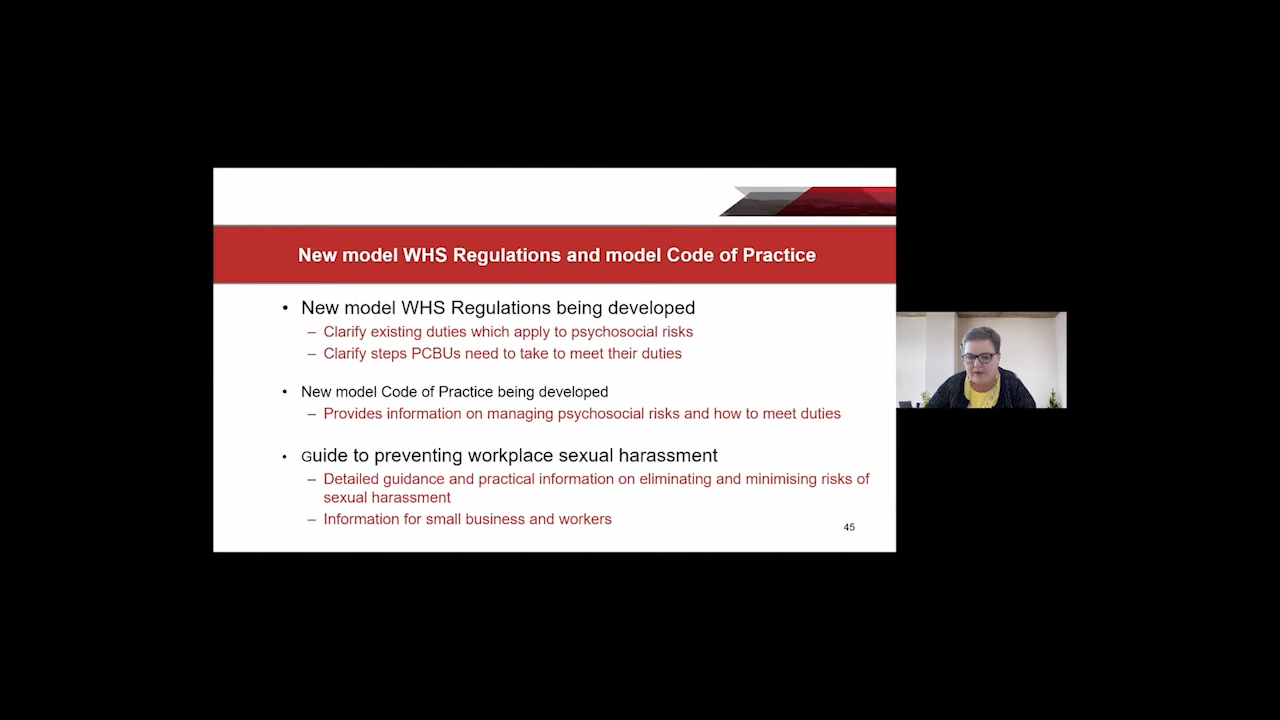 New model WHS Regulations and model Code of Practice
• New model WHS Regulations being developed
– Clarify existing duties which apply to psychosocial risks
– Clarify steps PCBUs need to take to meet their duties
• New model Code of Practice being developed
– Provides information on managing psychosocial risks and how to meet duties
• Guide to preventing workplace sexual harassment
– Detailed guidance and practical information on eliminating and minimising risks of
sexual harassment
– Information for small business and workers
45